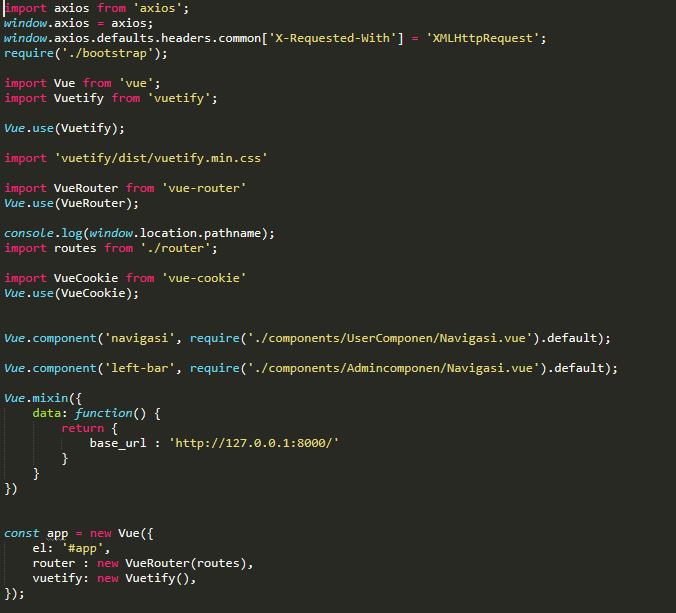 import axios from 'axios';
window.axios = axios;
window.axios.defaults.headers.common['X-Requested-With'] = 'XMLHttpRequest';
require('./bootstrap');
import Vue from 'vue';
import Vuetify from 'vuetify';
Vue.use(Vuetify);
import 'vuetify/dist/vuetify.min.css'
import VueRouter from 'vue-router'
Vue.use(VueRouter);
console.log(window.location.pathname);
import routes from './router';
import VueCookie from 'vue-cookie'
Vue.use(VueCookie);
Vue.component('navigasi', require('./components/UserComponen/Navigasi.vue').default);
Vue.component('left-bar', require('./components/Admincomponen/Navigasi.vue').default);
Vue.mixin({
    data: function() {
        return {
            base_url : 'http://127.0.0.1:8000/'
        }
    }
})
const app = new Vue({
    el: '#app',
    router : new VueRouter(routes),
    vuetify: new Vuetify(),
});